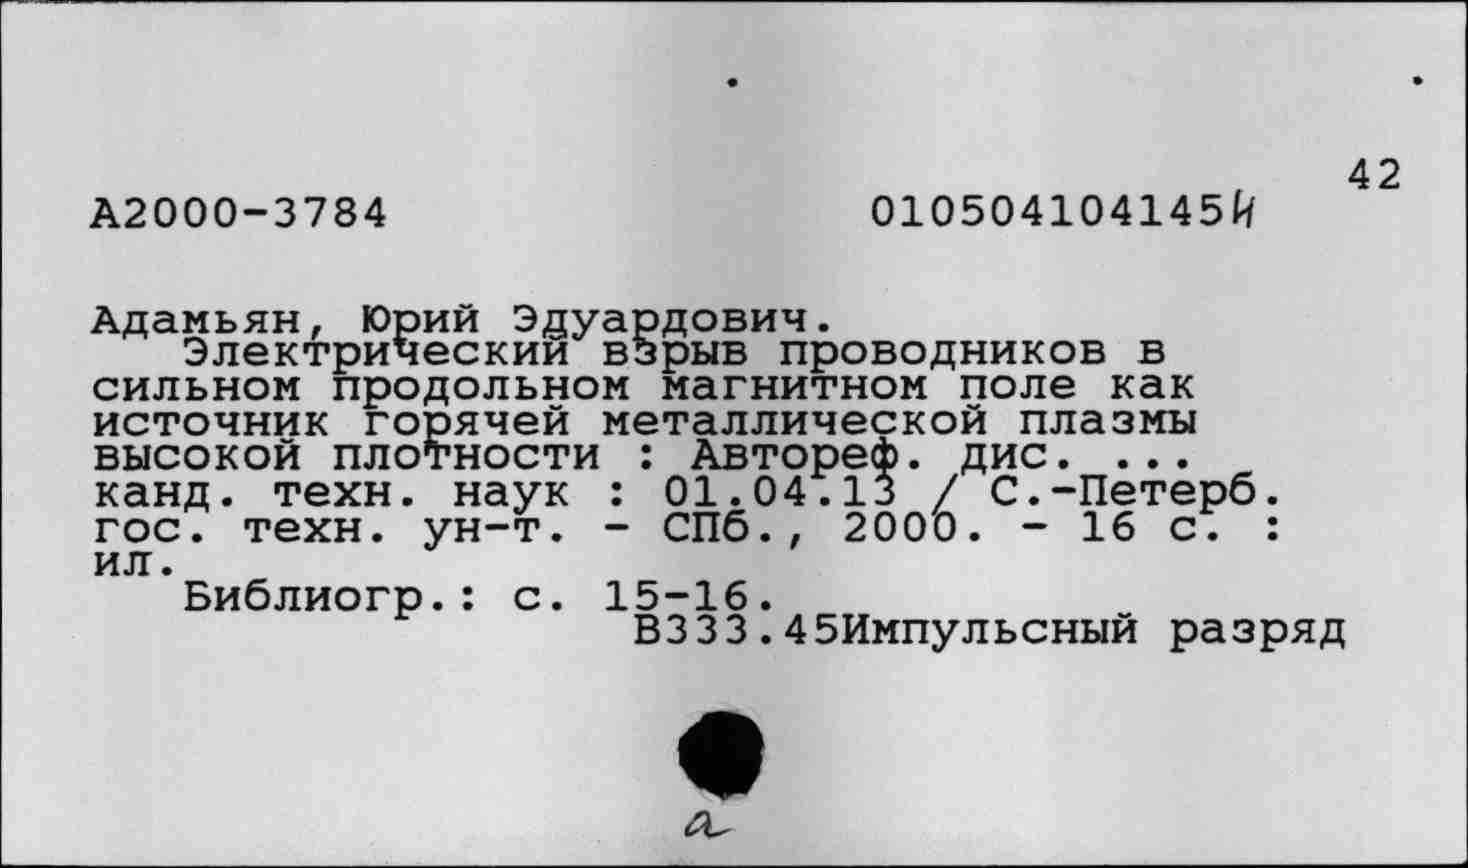 42
А2000-3784 010504104145И
Адамьян, Юрий Эдуардович.
Электрический взрыв проводников в
сильном продольном магнитном поле как
источник горячей металлической плазмы
высокой плотности : Автореф. дис. ...
канд. техн. наук : 01.04.13 / С.-Петерб.
гос. техн. ун-т. - СПб., 2000. - 16 с. :
ил.
Библиогр.: с. 15-16.
В333.45Импульсный разряд